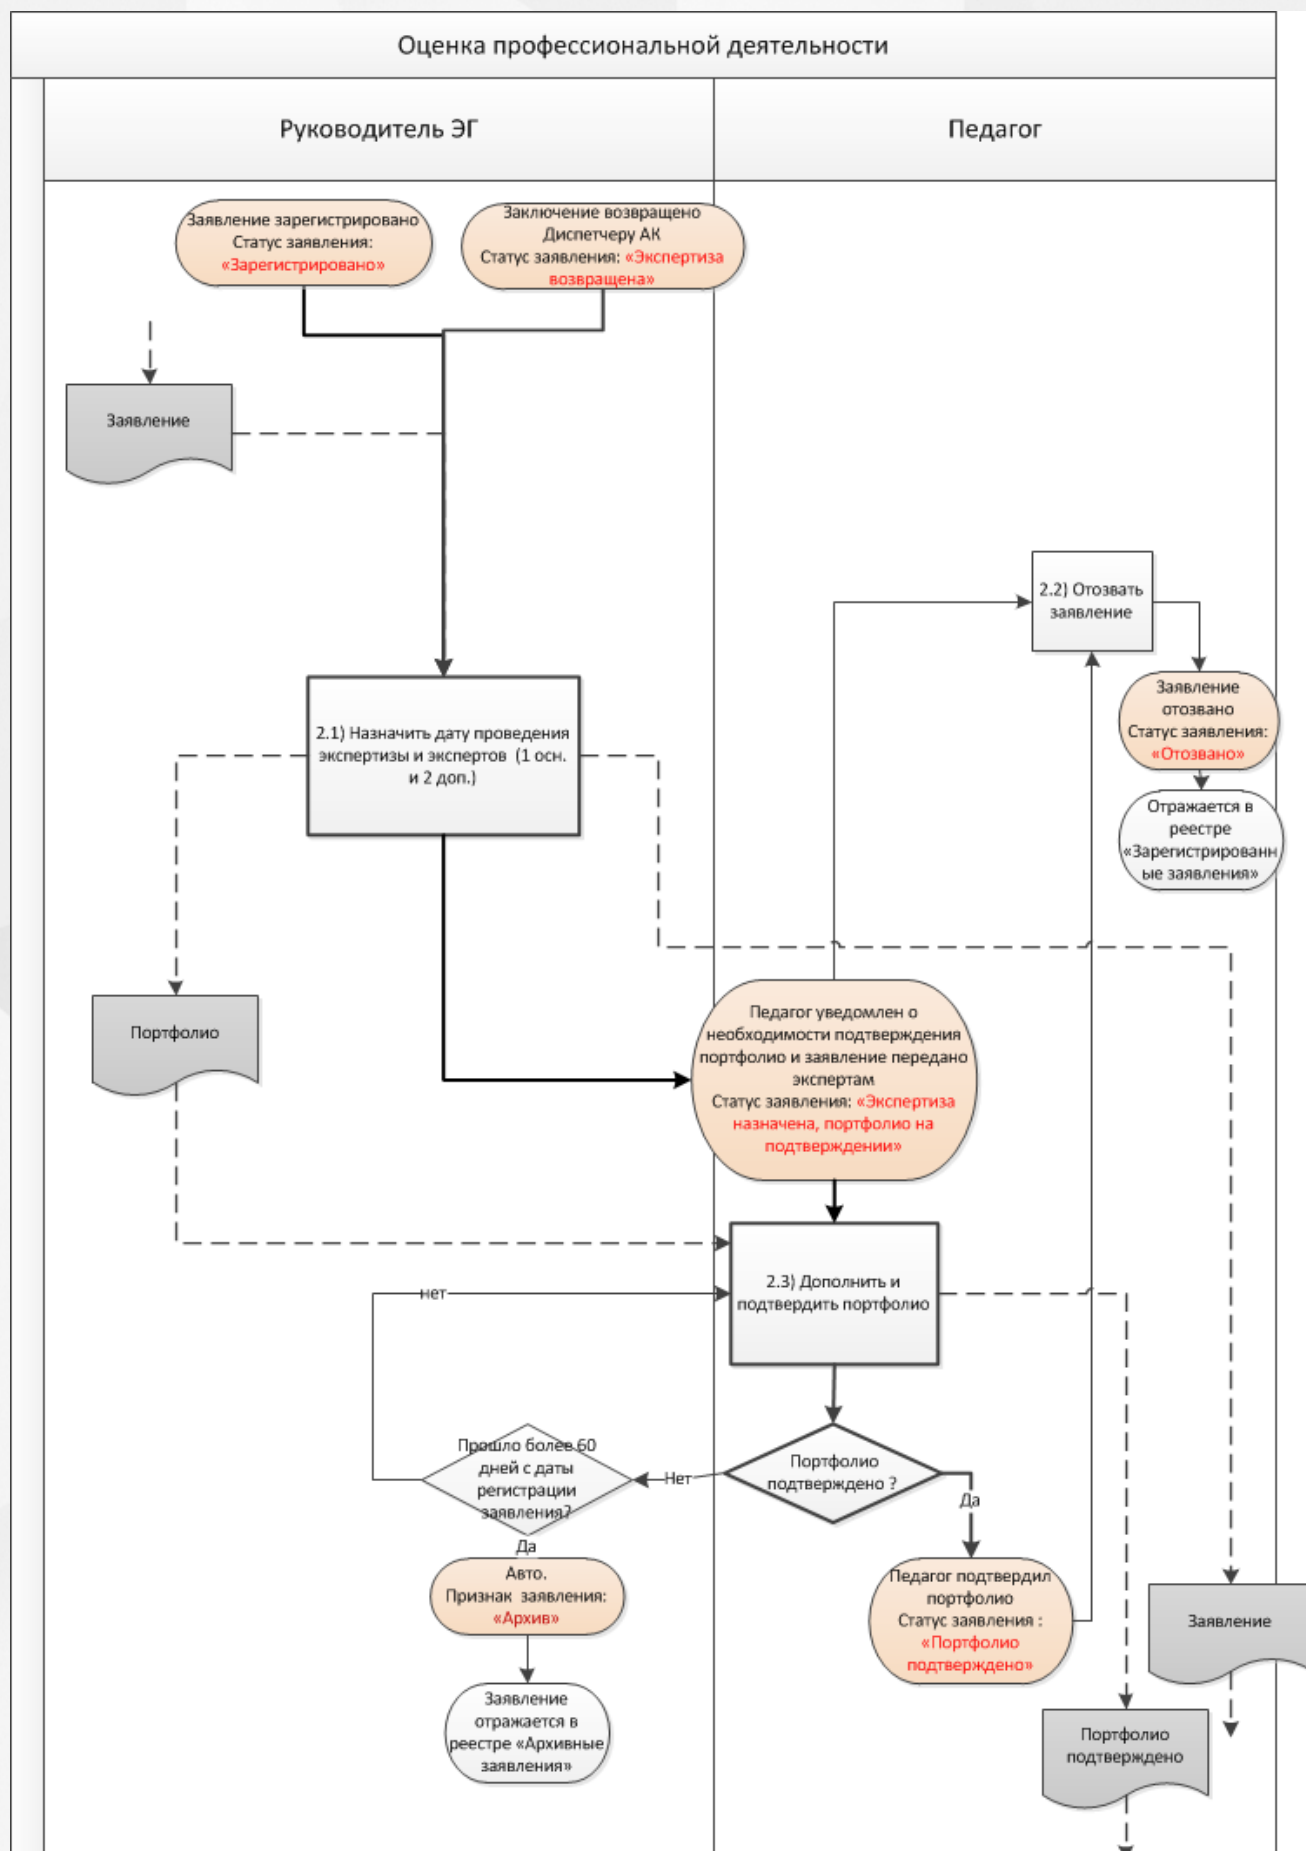 Оценка профессиональной деятельности
Руководитель ЭГ
Педагог
Заявление зарегистрировано
Статус заявления:
«Зарегистрировано»
Заключение возвращено
Диспетчеру АК
Статус заявления: «Экспертиза
возвращена»
Заявление
2.2) Отозвать
заявление
Заявление
отозвано
Статус заявления:
«Отозвано»
Отражается в
реестре
«Зарегистрированн
ые заявления»
2.1) Назначить дату проведения
экспертизы и экспертов (1 осн.
и 2 доп.)
Портфолио
Педагог уведомлен о
необходимости подтверждения
портфолио и заявление передано
экспертам
Статус заявления: «Экспертиза
назначена, портфолио на
подтверждении»
2.3) Дополнить и
подтвердить портфолио
нет
Прошло более 60
дней с даты
регистрации
заявления?
Нет
Портфолио
подтверждено ?
Да
Да
Авто.
Признак заявления:
«Архив»
Педагог подтвердил
портфолио
Статус заявления :
«Портфолио
подтверждено»
Заявление
Заявление
отражается в
реестре «Архивные
заявления»
Портфолио
подтверждено